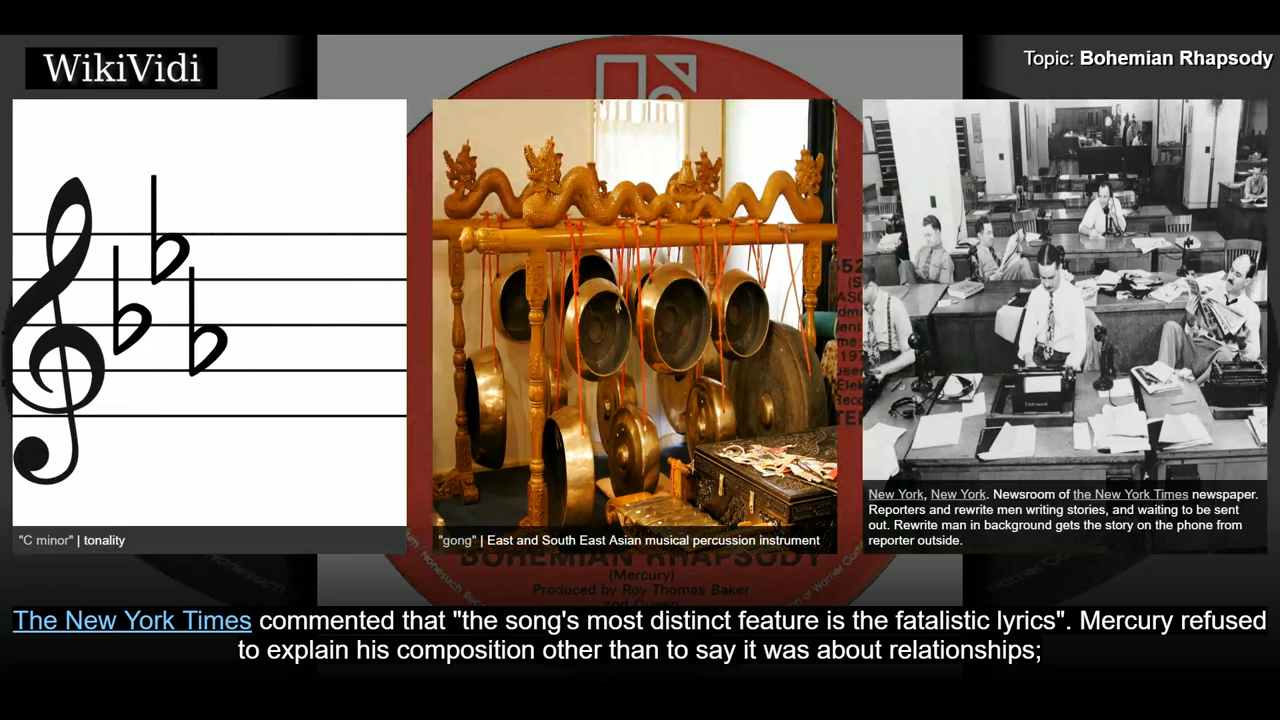 WikiVidi
Topic: Bohemian Rhapsody
"C minor" | tonality
"gong" | East and South East Asian musical percussion instrument
New York, New York. Newsroom of the New York Times newspaper.
Reporters and rewrite men writing stories, and waiting to be sent
out. Rewrite man in background gets the story on the phone from
reporter outside.
BOHEMIAN RHAPSODY
(Mercury)
Produced by Roy Thomas Baker
and Queen
The New York Times commented that "the song's most distinct feature is the fatalistic lyrics". Mercury refused
to explain his composition other than to say it was about relationships;